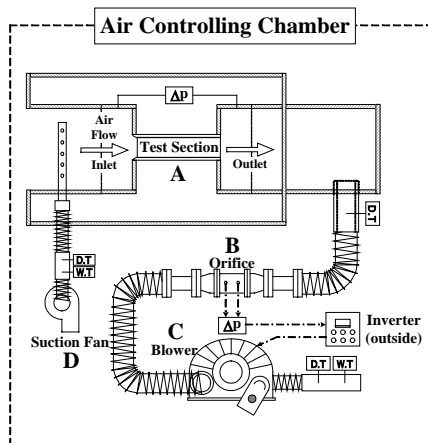 Air Controlling Chamber
Δp
Air
Flow
Inlet
Test Section
A
Outlet
D.T
B
Orifice
D.T
W.T
Δp
C
Blower
Inverter
(outside)
Suction Fan
D
D.T W.T